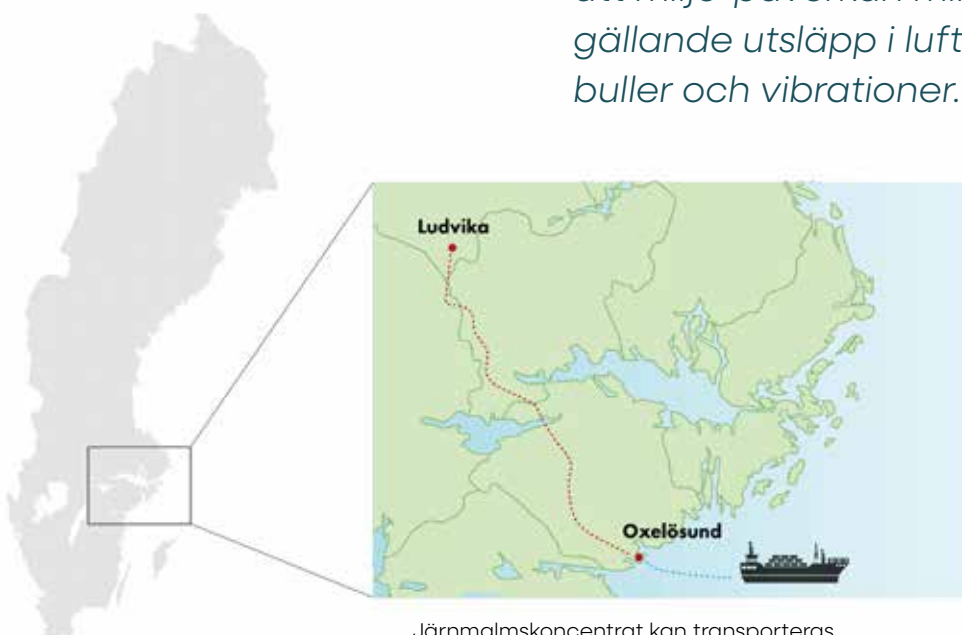 gällande utsläpp i luft
buller och vibrationer.
Ludvika
Oxelösund
Järnmalmskoncentrat kan transporteras